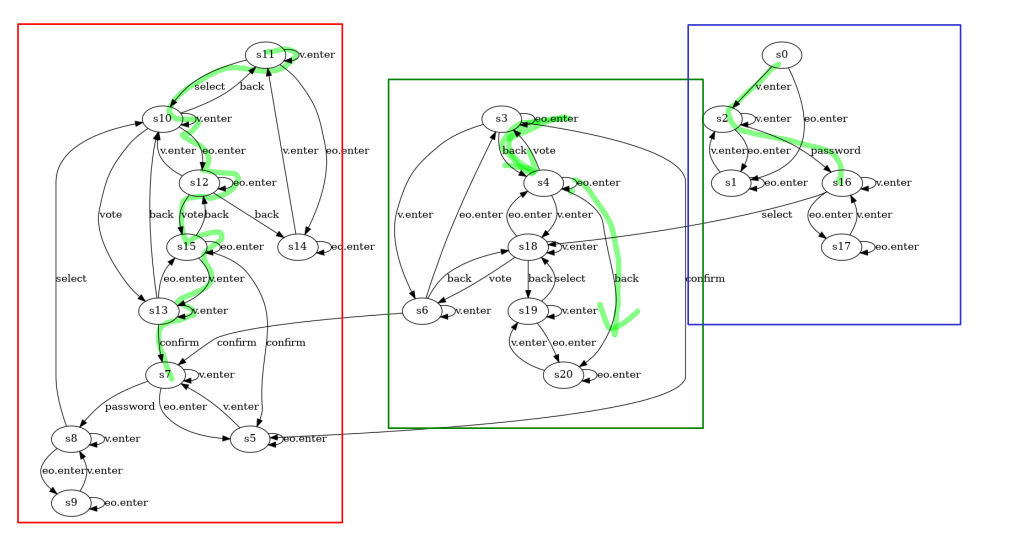 s11 v.enter s0
select back v.enter
s10 v.enter s3 eo.enter s2 v.enter eo.enter
v.enter eo.enter eo.enter back vote v.enter eo.enter password
s12 eo.enter s4 eo.enter s1 eo.enter s16 v.enter
vote back vote back back v.enter eo.enter eo.enter v.enter select eo.enter v.enter
s15 eo.enter s14 eo.enter s18 v.enter s17 eo.enter
select eo.enter v.enter back vote back select back confirm
s13 v.enter s6 v.enter s19 v.enter
confirm confirm confirm v.enter eo.enter
s7 v.enter s20 eo.enter
password eo.enter v.enter
s8 v.enter s5 eo.enter
eo.enter v.enter
s9 eo.enter